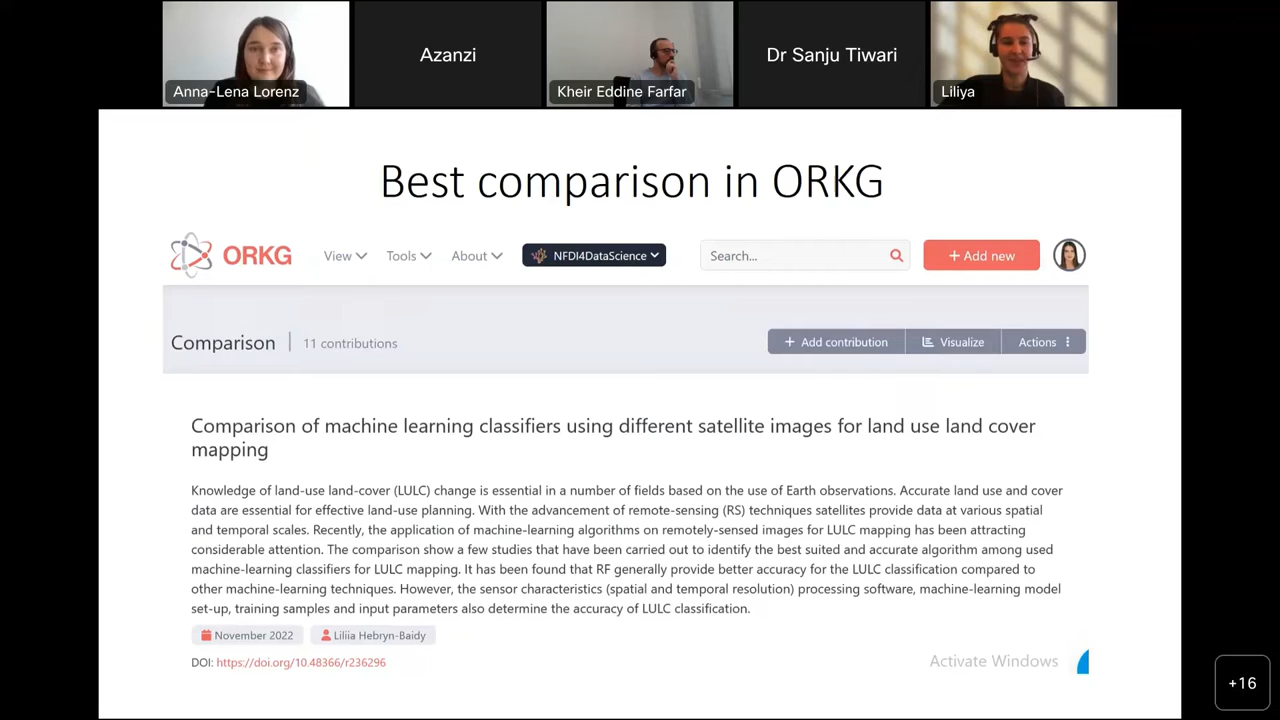 Anna-Lena Lorenz
Azanzi
Kheir Eddine Farfar
Dr Sanju Tiwari
Liliya
Best comparison in ORKG
ORKG View Tools About NFDI4DataScience Search... + Add new
Comparison | 11 contributions + Add contribution Visualize Actions
Comparison of machine learning classifiers using different satellite images for land use land cover
mapping
Knowledge of land-use land-cover (LULC) change is essential in a number of fields based on the use of Earth observations. Accurate land use and cover
data are essential for effective land-use planning. With the advancement of remote-sensing (RS) techniques satellites provide data at various spatial
and temporal scales. Recently, the application of machine-learning algorithms on remotely-sensed images for LULC mapping has been attracting
considerable attention. The comparison show a few studies that have been carried out to identify the best suited and accurate algorithm among used
machine-learning classifiers for LULC mapping. It has been found that RF generally provide better accuracy for the LULC classification compared to
other machine-learning techniques. However, the sensor characteristics (spatial and temporal resolution) processing software, machine-learning model
set-up, training samples and input parameters also determine the accuracy of LULC classification.
November 2022 Liliia Hebryn-Baidy
DOI: https://doi.org/10.48366/r236296
Activate Windows
+16